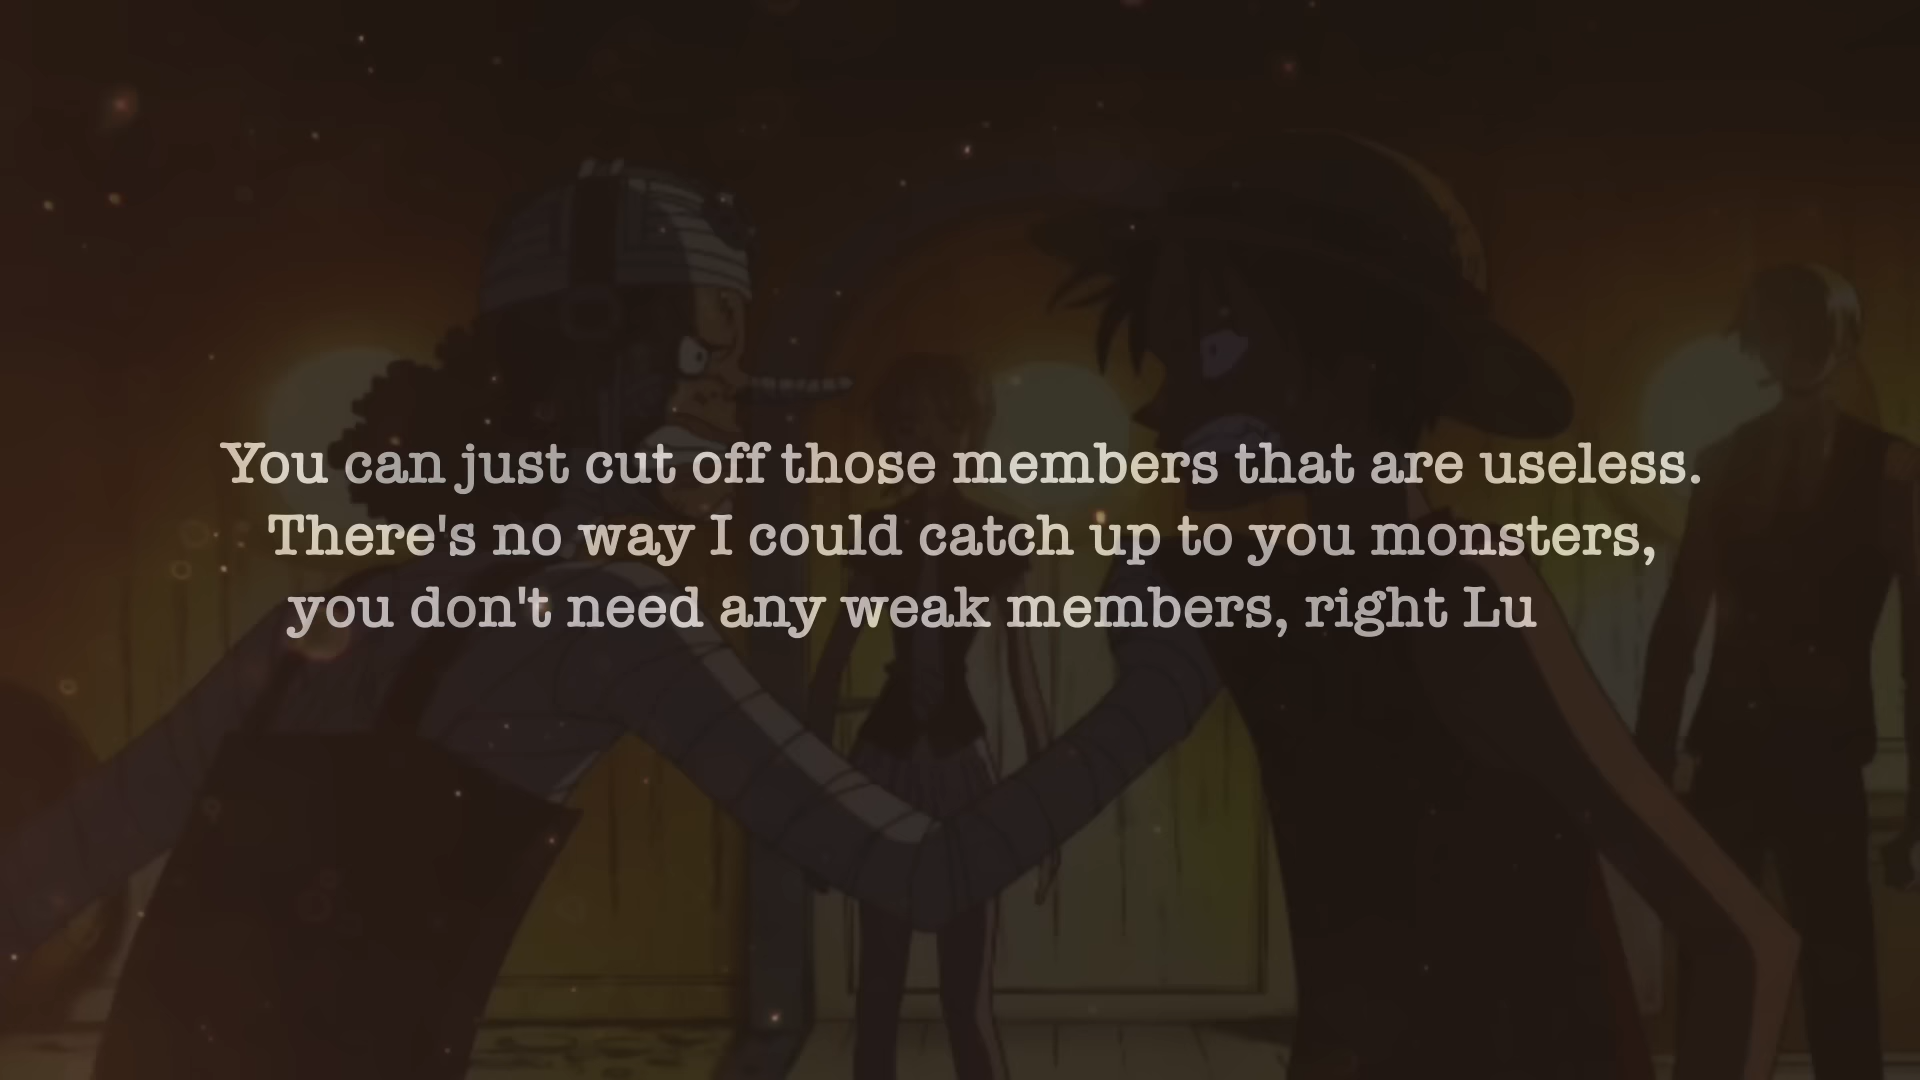 You can just cut off those members that are useless.
There's no way I could catch up to you monsters,
you don't need any weak members, right Lu